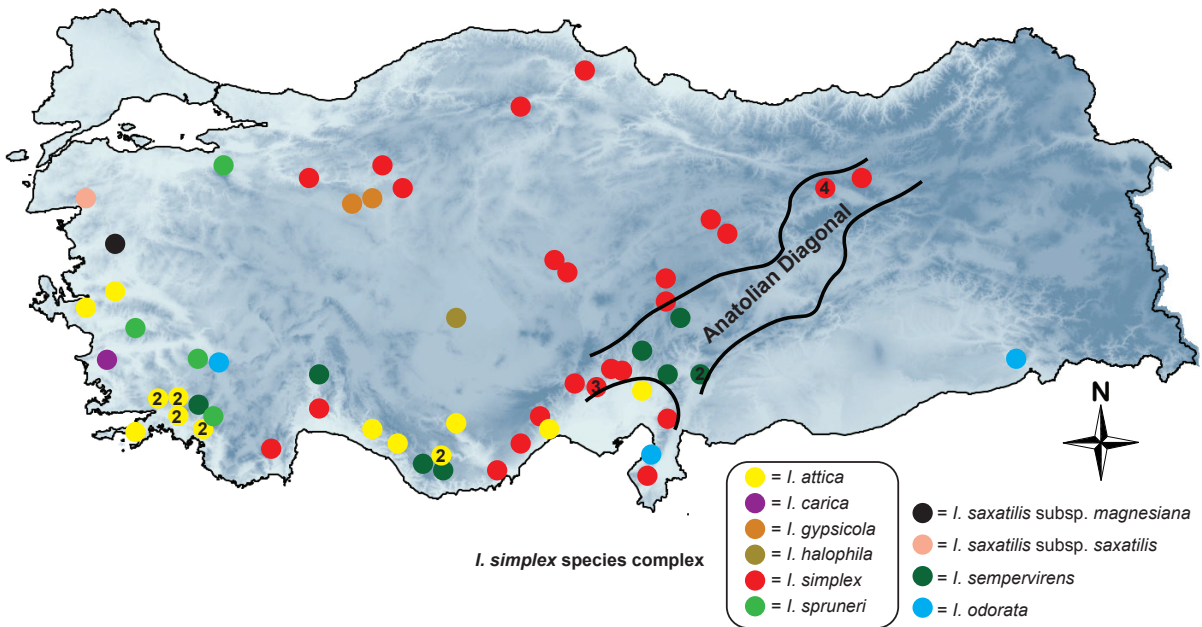 4
Anatolian Diagonal
2
3
2
2
2
2
2
N
I. simplex species complex
= I. attica
= I. carica
= I. gypsicola
= I. halophila
= I. simplex
= I. spruneri
= I. saxatilis subsp. magnesiana
= I. saxatilis subsp. saxatilis
= I. sempervirens
= I. odorata